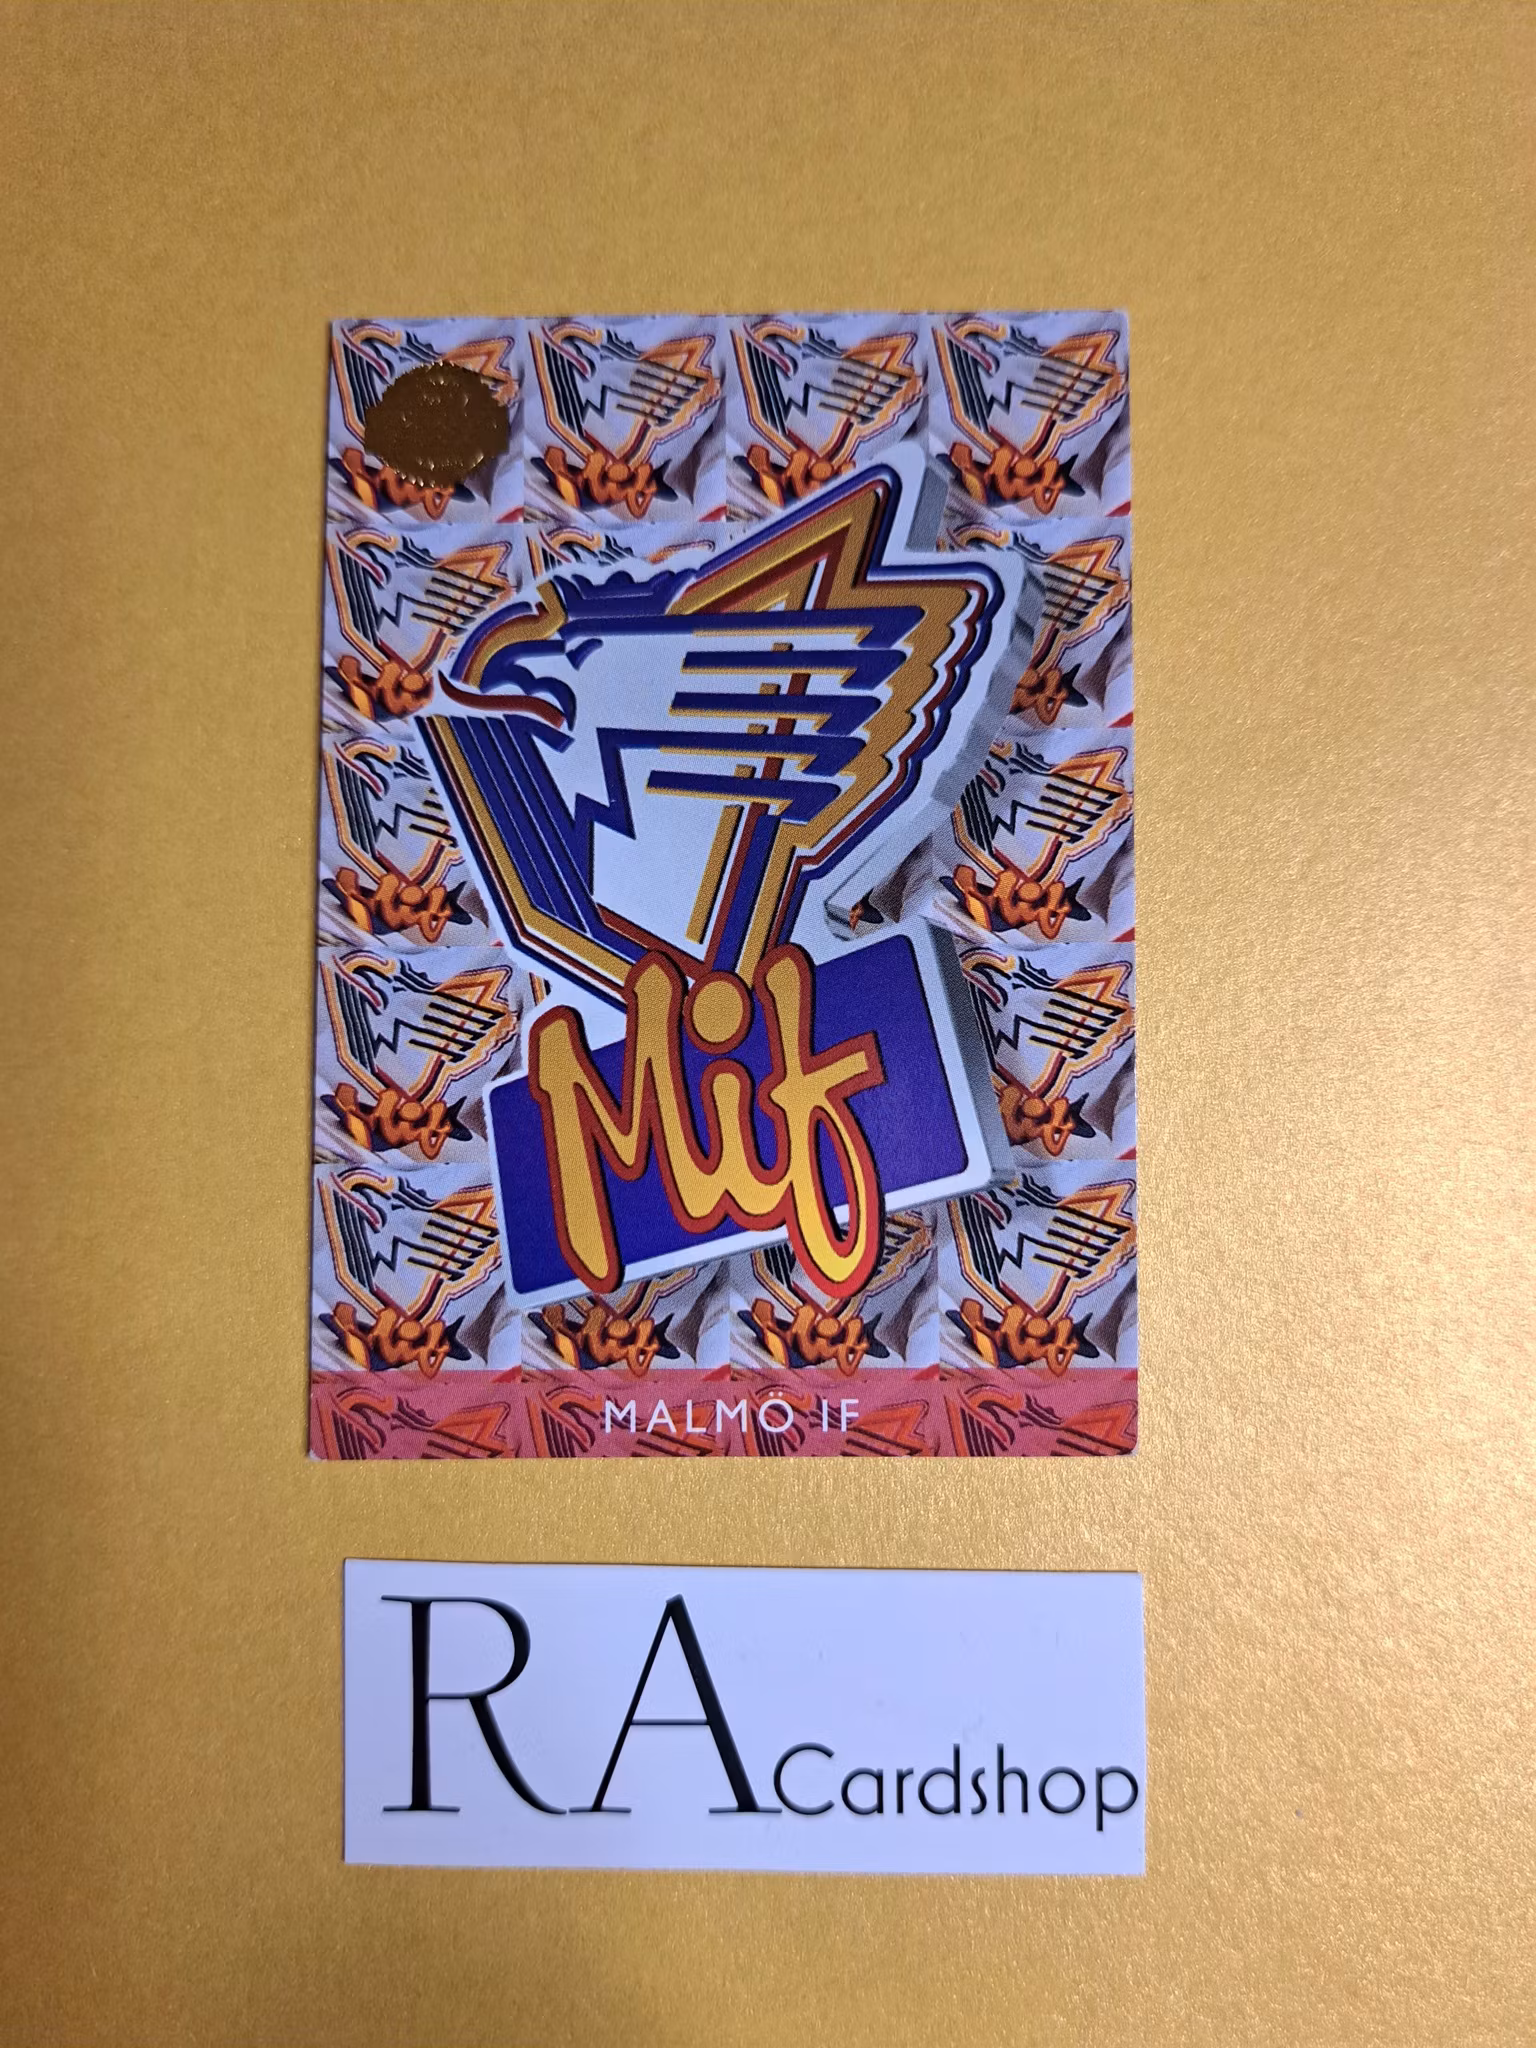 Mif
MALMÖ IF
RA Cardshop